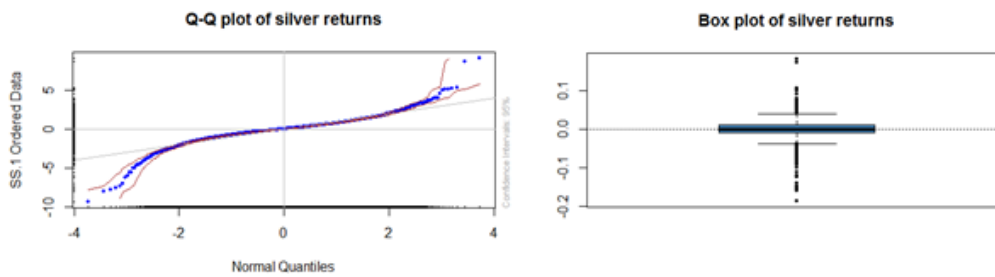 Q-Q plot of silver returns
SS.1 Ordered Data
5
0
-5
-10
-4
-2
0
2
4
Normal Quantiles
Confidence Intervals: 95%
Box plot of silver returns
0.1
0.0
-0.1
-0.2